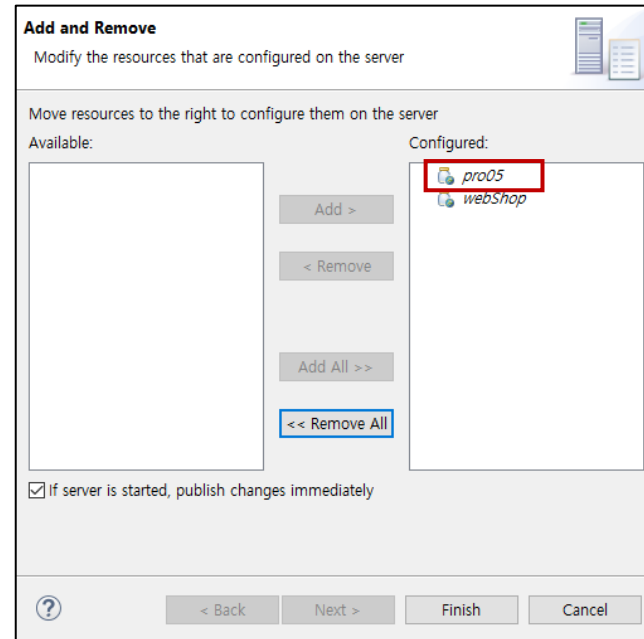 Add and Remove
Modify the resources that are configured on the server
Move resources to the right to configure them on the server
Available:
Configured:
pro05
webShop
Add >
< Remove
Add All >>
<< Remove All
If server is started, publish changes immediately
?
< Back
Next >
Finish
Cancel